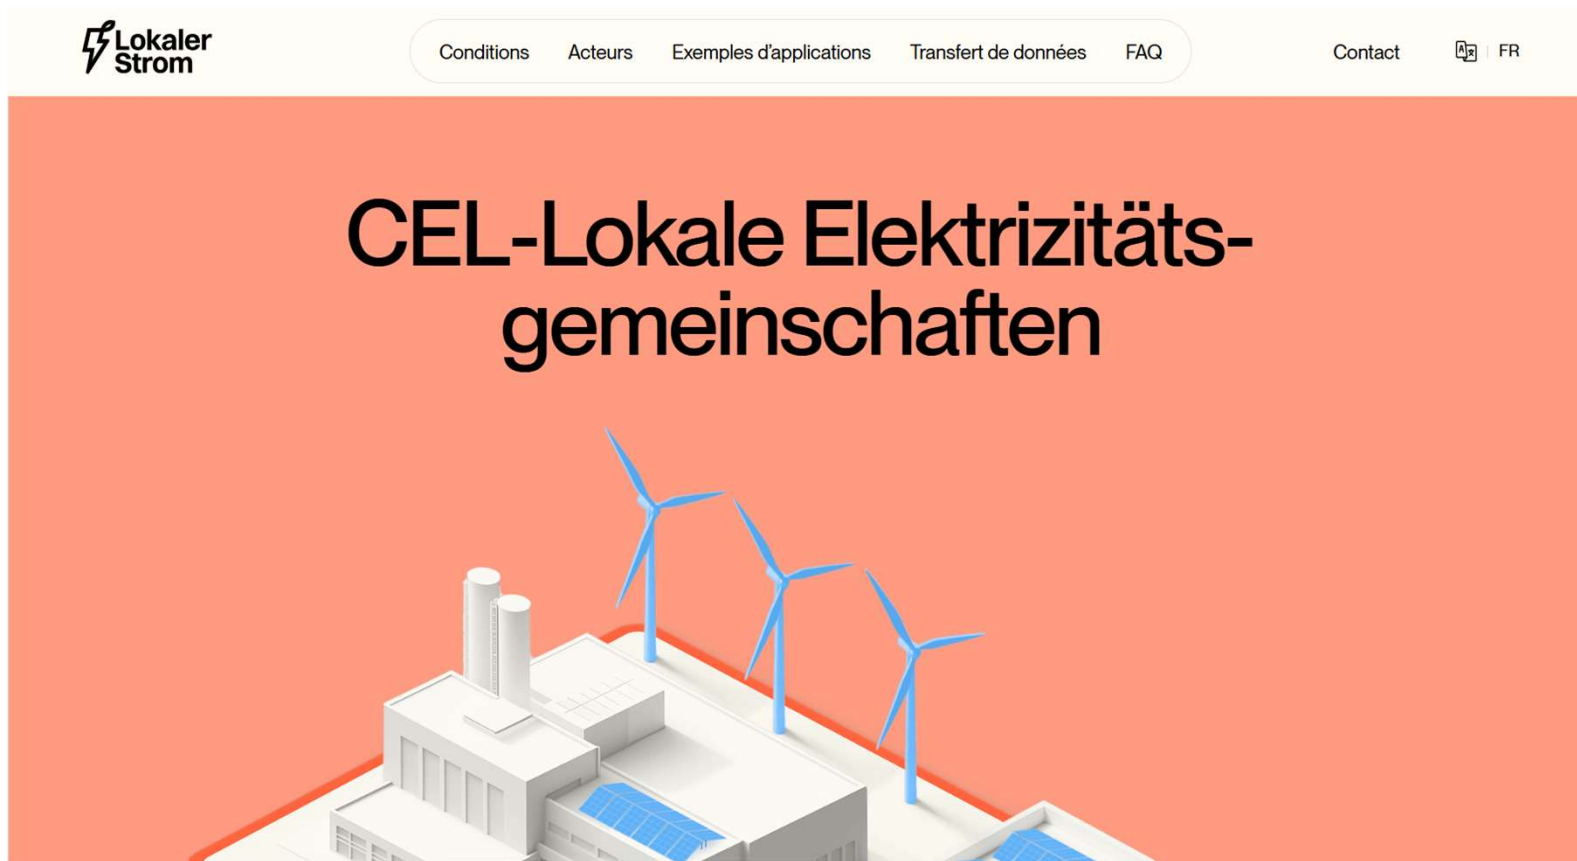 Lokaler
Strom
Conditions Acteurs Exemples d'applications Transfert de données FAQ Contact FR
CEL-Lokale Elektrizitäts-
gemeinschaften